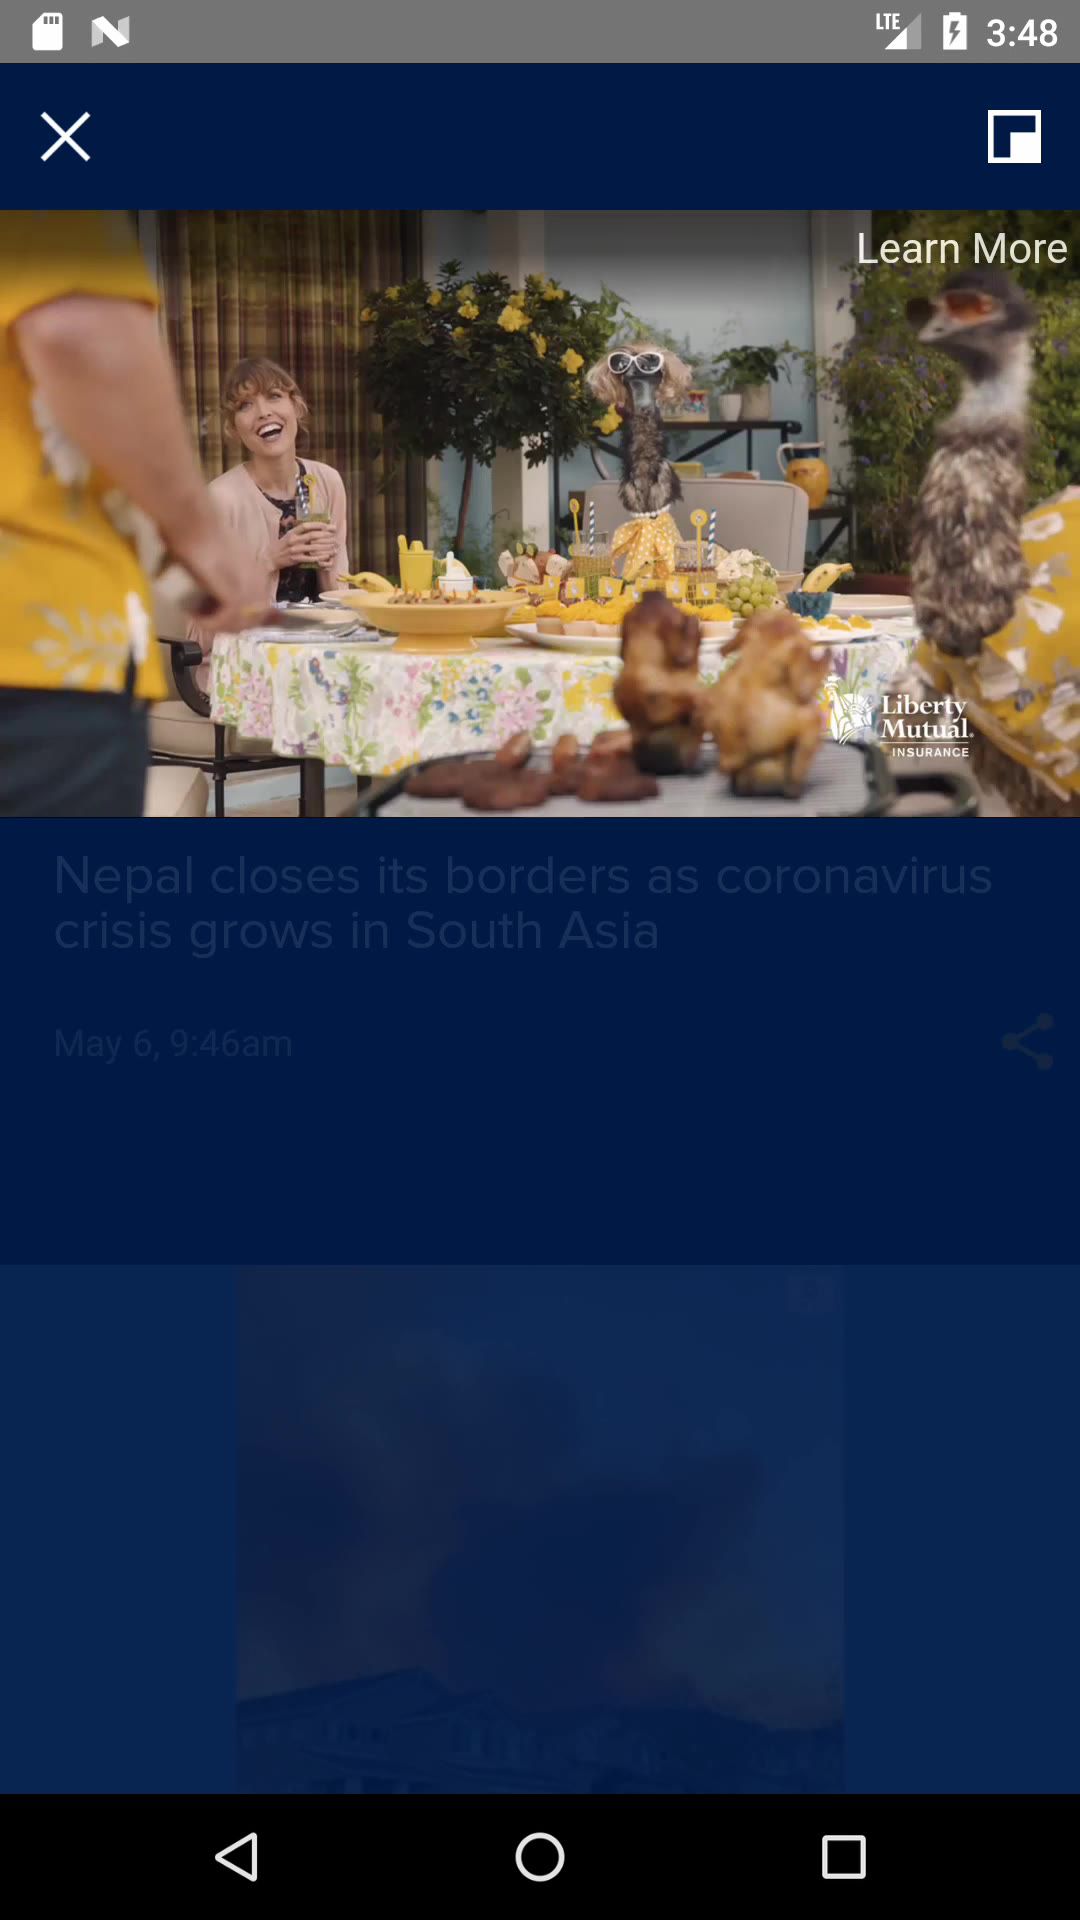 LTE
3:48
Learn More
Liberty
Mutual®
INSURANCE
Nepal closes its borders as coronavirus
crisis grows in South Asia
May 6, 9:46am